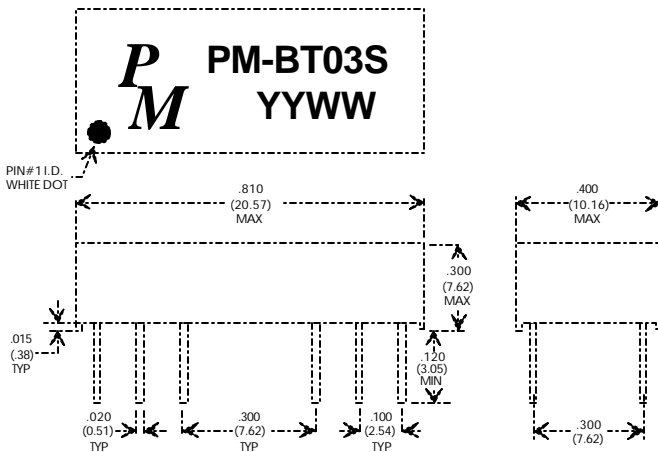 P
M
PM-BT03S
YYWW
PIN#1 I.D.
WHITE DOT
.810
(20.57)
MAX
.400
(10.16)
MAX
.300
(7.62)
MAX
.015
(.38)
TYP
.120
(3.05)
MIN
.020
(0.51)
TYP
.300
(7.62)
TYP
.100
(2.54)
TYP
.300
(7.62)